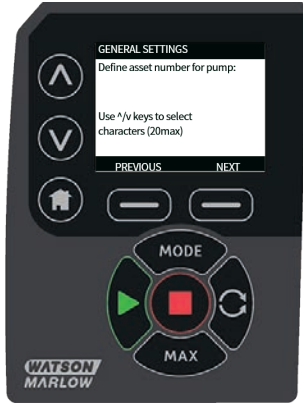 GENERAL SETTINGS
Define asset number for pump:
Use ^/v keys to select
characters (20max)
PREVIOUS NEXT
MODE
MAX
WATSON
MARLOW